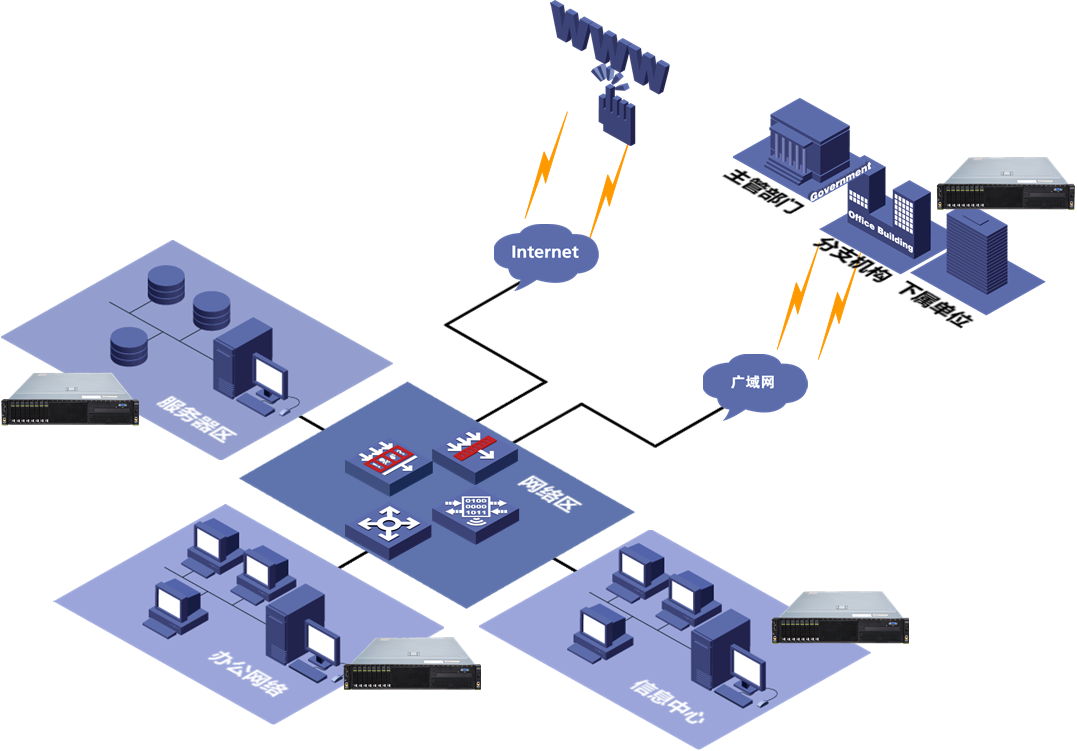 WWW
主管部门
Government
Office Building
分支机构
下属单位
Internet
广域网
服务器区
网络区
0100
0000
1011
办公网络
信息中心